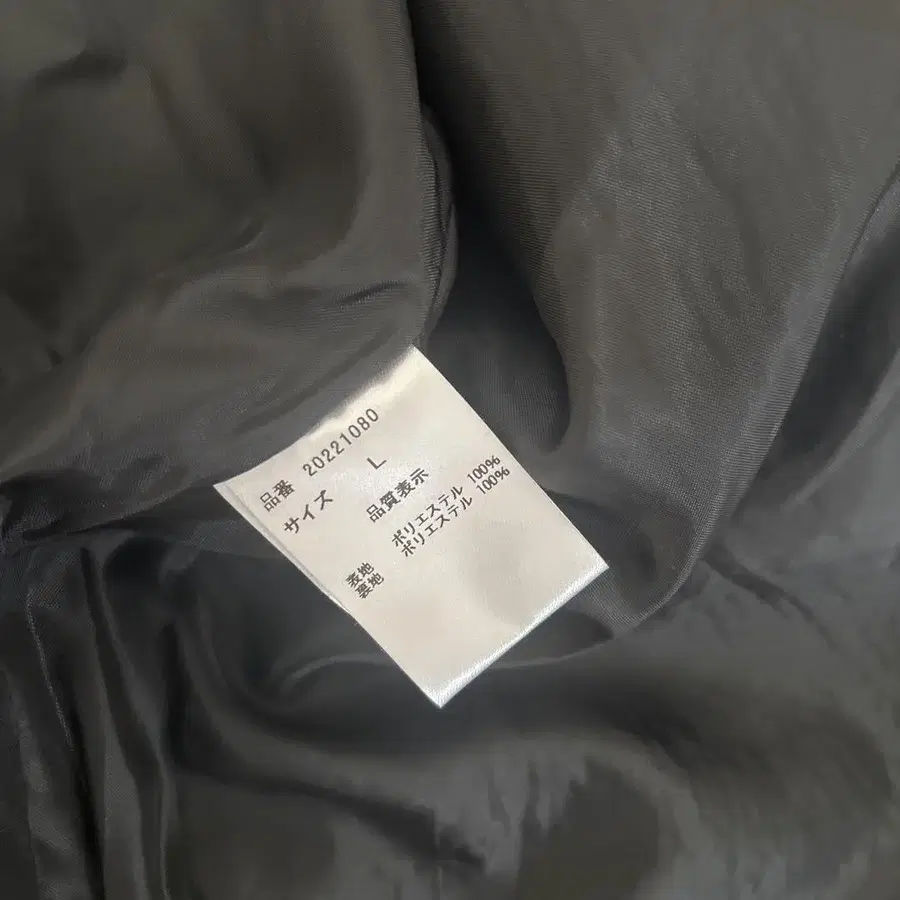 品番 20221080
サイズ L
品質表示
表地 ポリエステル 100%
裏地 ポリエステル 100%